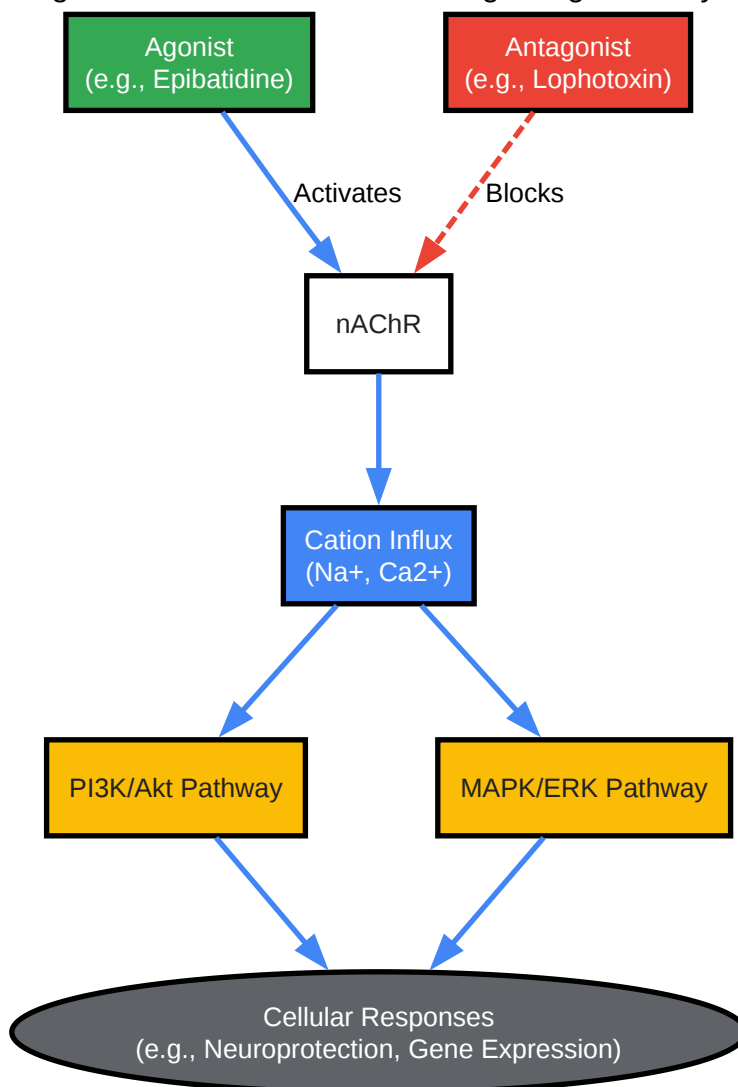 Agonist
(e.g., Epibatidine)
Antagonist
(e.g., Lophotoxin)
Activates
Blocks
nAChR
Cation Influx
(Na+, Ca2+)
PI3K/Akt Pathway
MAPK/ERK Pathway
Cellular Responses
(e.g., Neuroprotection, Gene Expression)